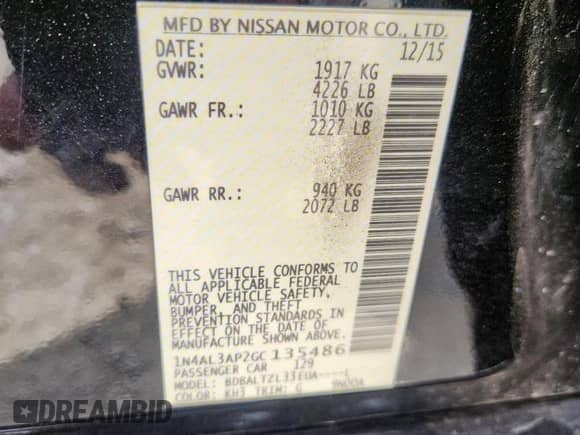 MFD BY NISSAN MOTOR CO., LTD.
DATE: 12/15
GVWR: 1917 KG
4226 LB
GAWR FR.: 1010 KG
2227 LB
GAWR RR.: 940 KG
2072 LB
THIS VEHICLE CONFORMS TO
ALL APPLICABLE FEDERAL
MOTOR VEHICLE SAFETY,
BUMPER, AND THEFT
PREVENTION STANDARDS IN
EFFECT ON THE DATE OF
MANUFACTURE SHOWN ABOVE.
1N4AL3AP2GC135486
PASSENGER CAR 129
MODEL: BDBALTZL33EUA----L
COLOR: KH3 TRIM: G
DREAMBID